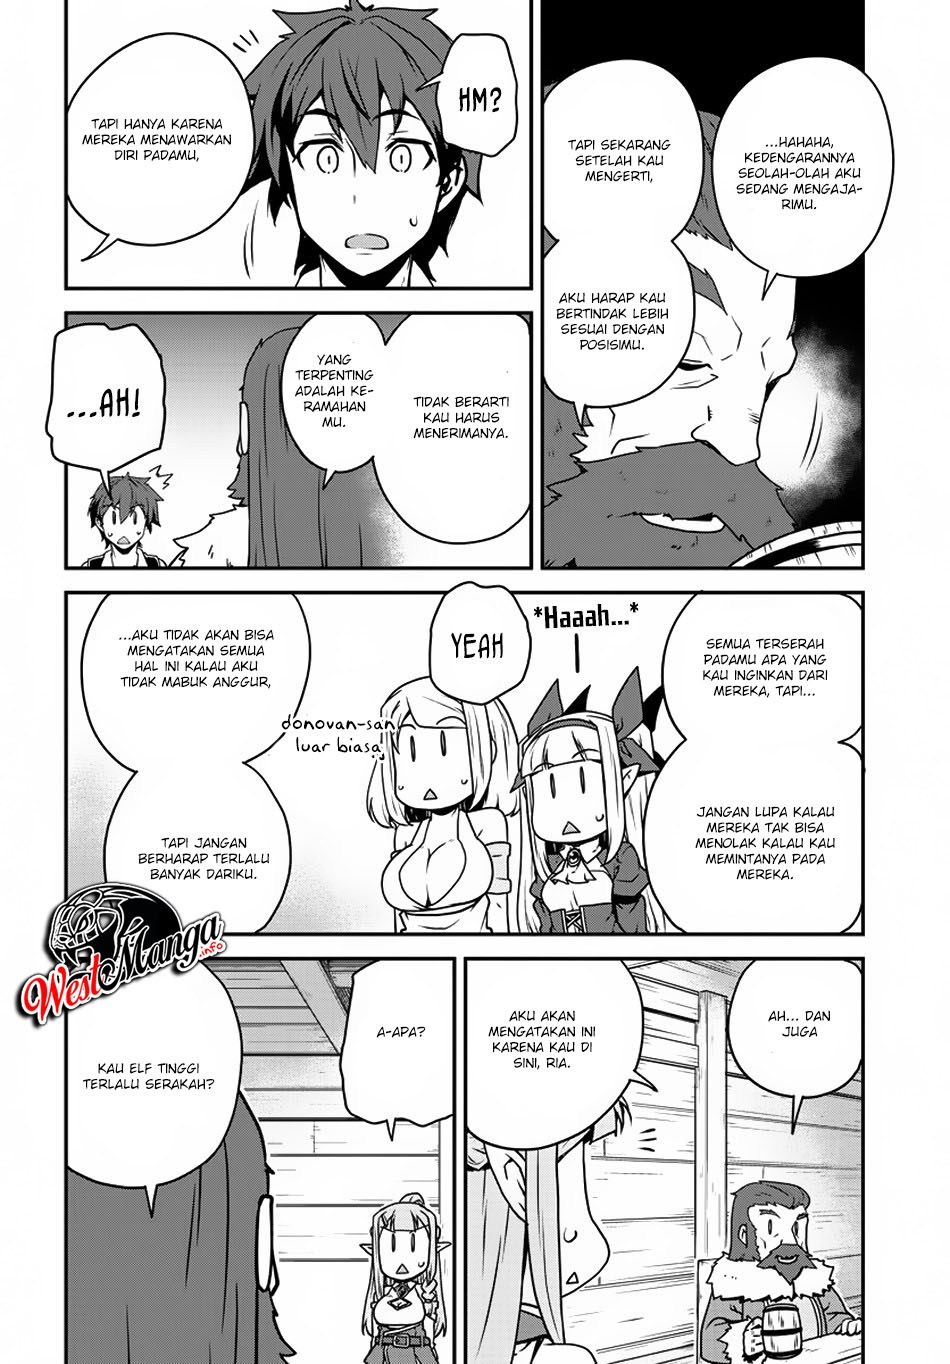 ...HAHAHA,
KEDENGARANNYA
SEOLAH-OLAH AKU
SEDANG MENGAJA-
RIMU.
TAPI SEKARANG
SETELAH KAU
MENGERTI,
AKU HARAP KAU
BERTINDAK LEBIH
SESUAI DENGAN
POSISIMU.
HM?
TAPI HANYA KARENA
MEREKA MENAWARKAN
DIRI PADAMU,
TIDAK BERARTI
KAU HARUS
MENERIMANYA.
YANG
TERPENTING
ADALAH KE-
RAMAHAN
MU.
...AH!
SEMUA TERSERAH
PADAMU APA YANG
KAU INGINKAN DARI
MEREKA, TAPI...
JANGAN LUPA KALAU
MEREKA TAK BISA
MENOLAK KALAU KAU
MEMINTANYA PADA
MEREKA.
*Haaah...*
YEAH
donovan-san
luar biasa!
...AKU TIDAK AKAN BISA
MENGATAKAN SEMUA
HAL INI KALAU AKU
TIDAK MABUK ANGGUR,
TAPI JANGAN
BERHARAP TERLALU
BANYAK DARIKU.
WestManga
.info
AH... DAN
JUGA
AKU AKAN
MENGATAKAN INI
KARENA KAU DI
SINI, RIA.
A-APA?
KAU ELF TINGGI
TERLALU SERAKAH?